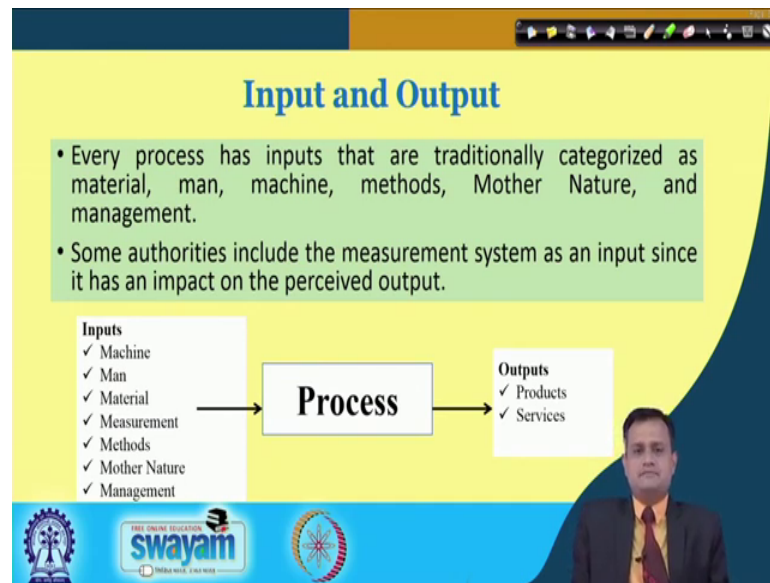 Input and Output
• Every process has inputs that are traditionally categorized as
material, man, machine, methods, Mother Nature, and
management.
• Some authorities include the measurement system as an input since
it has an impact on the perceived output.
Inputs
✓ Machine
✓ Man
✓ Material
✓ Measurement
✓ Methods
✓ Mother Nature
✓ Management
Process
Outputs
✓ Products
✓ Services
FREE ONLINE EDUCATION
swayam